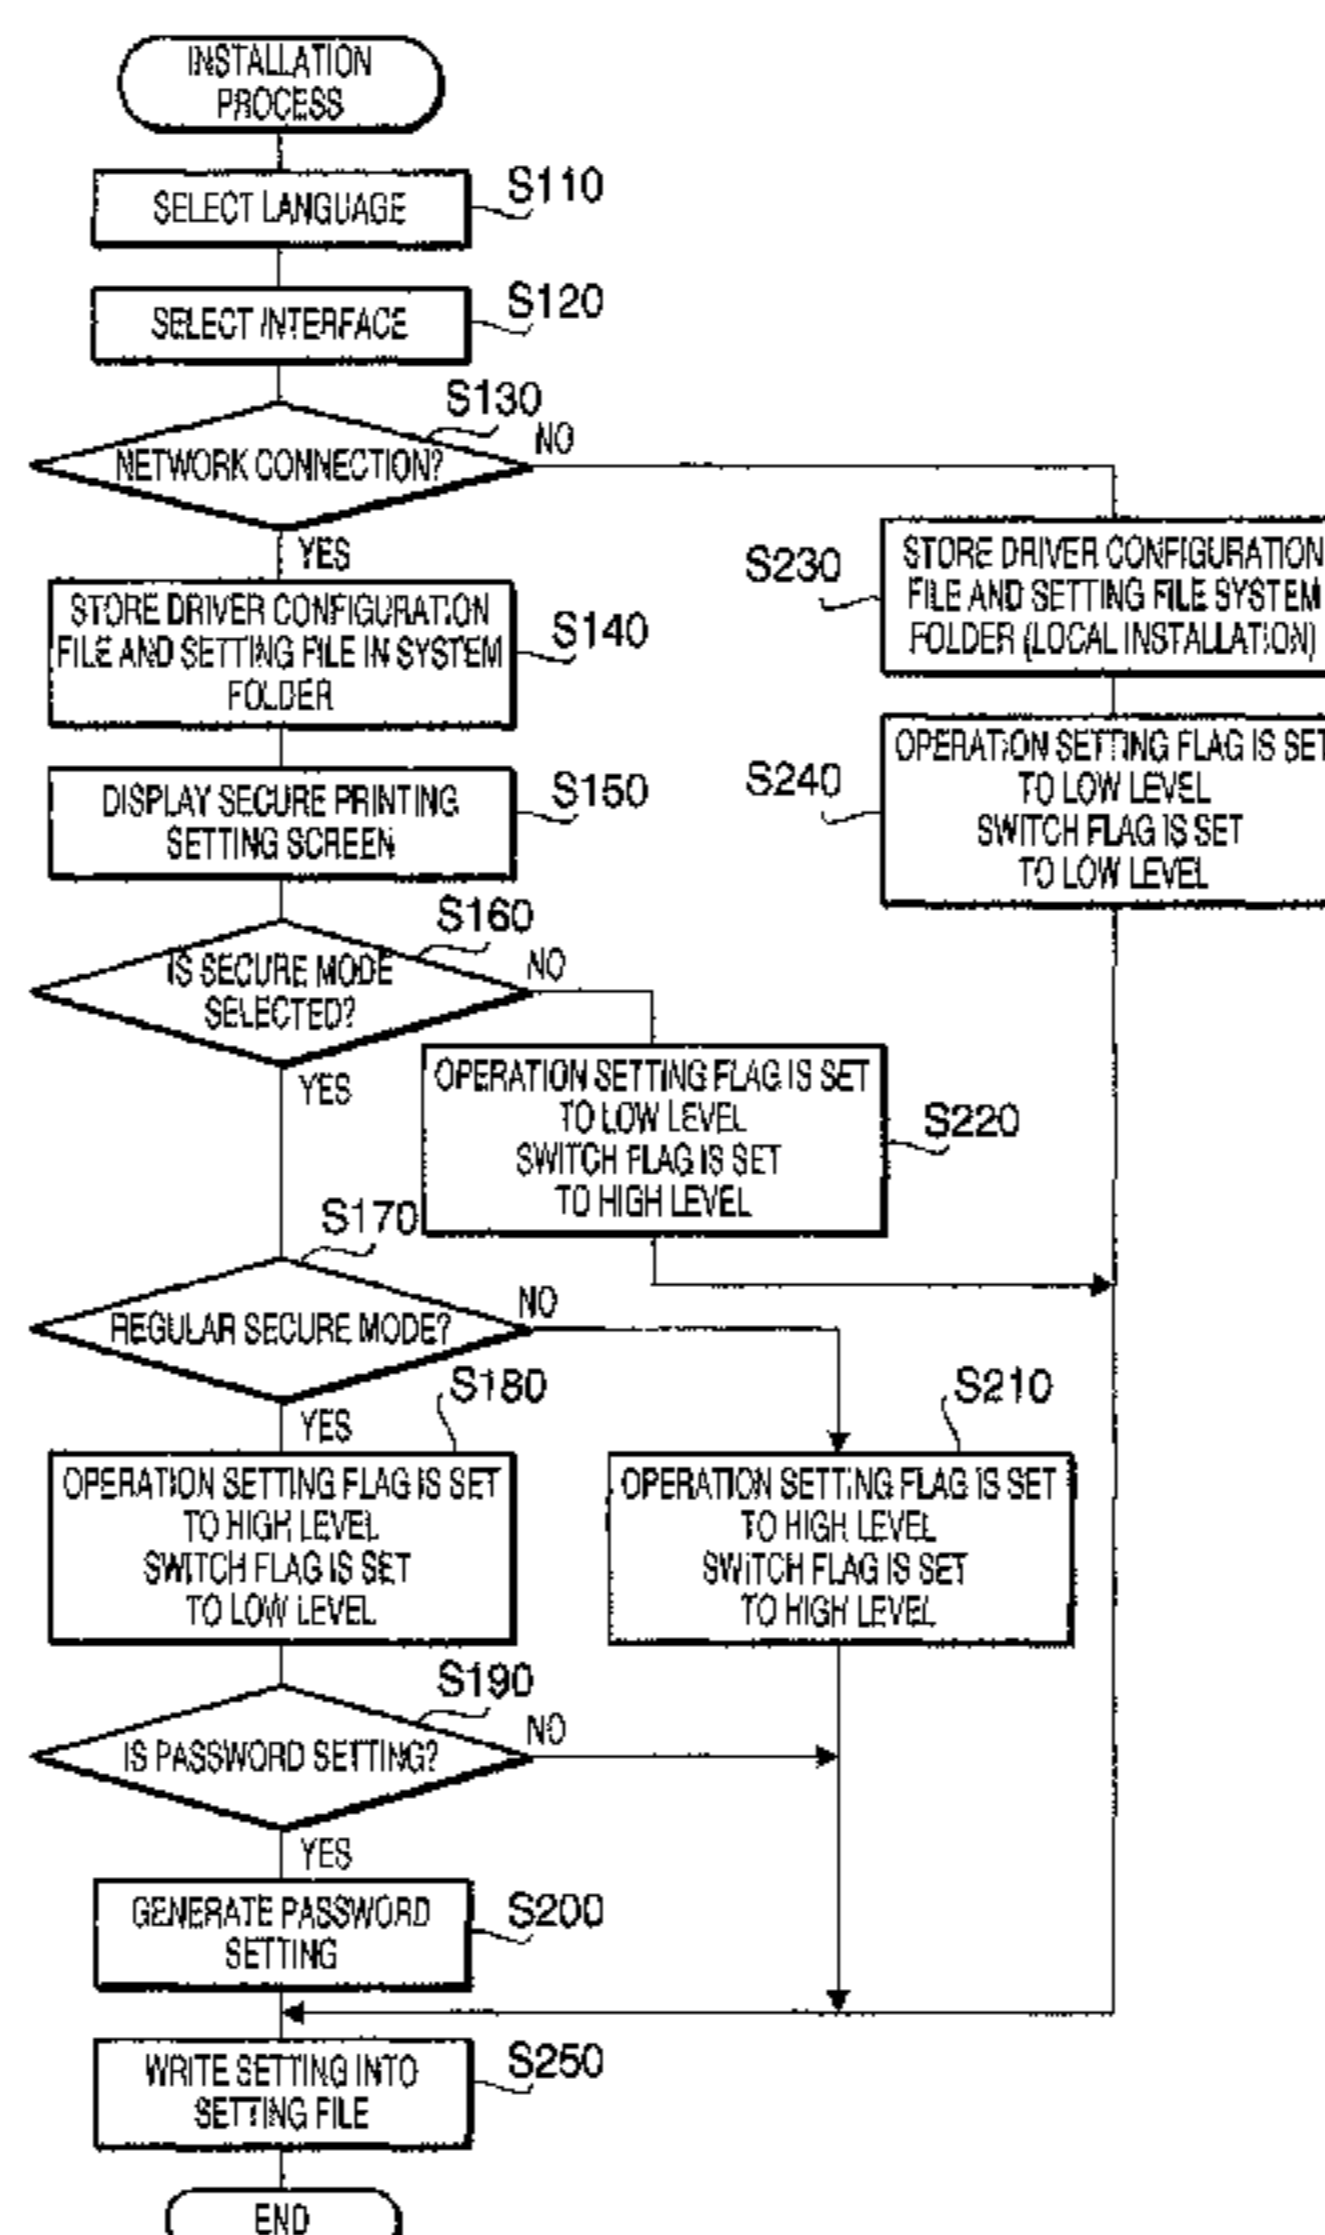 INSTALLATION
PROCESS
SELECT LANGUAGE
S110
SELECT INTERFACE
S120
S130
NETWORK CONNECTION?
NO
YES
STORE DRIVER CONFIGURATION
FILE AND SETTING FILE IN SYSTEM
FOLDER
S140
S230
STORE DRIVER CONFIGURATION
FILE AND SETTING FILE SYSTEM
FOLDER (LOCAL INSTALLATION)
DISPLAY SECURE PRINTING
SETTING SCREEN
S150
S240
OPERATION SETTING FLAG IS SET
TO LOW LEVEL
SWITCH FLAG IS SET
TO LOW LEVEL
S160
IS SECURE MODE
SELECTED?
NO
YES
OPERATION SETTING FLAG IS SET
TO LOW LEVEL
SWITCH FLAG IS SET
TO HIGH LEVEL
S220
S170
REGULAR SECURE MODE?
NO
YES
S180
OPERATION SETTING FLAG IS SET
TO HIGH LEVEL
SWITCH FLAG IS SET
TO LOW LEVEL
S210
OPERATION SETTING FLAG IS SET
TO HIGH LEVEL
SWITCH FLAG IS SET
TO HIGH LEVEL
S190
IS PASSWORD SETTING?
NO
YES
GENERATE PASSWORD
SETTING
S200
WRITE SETTING INTO
SETTING FILE
S250
END